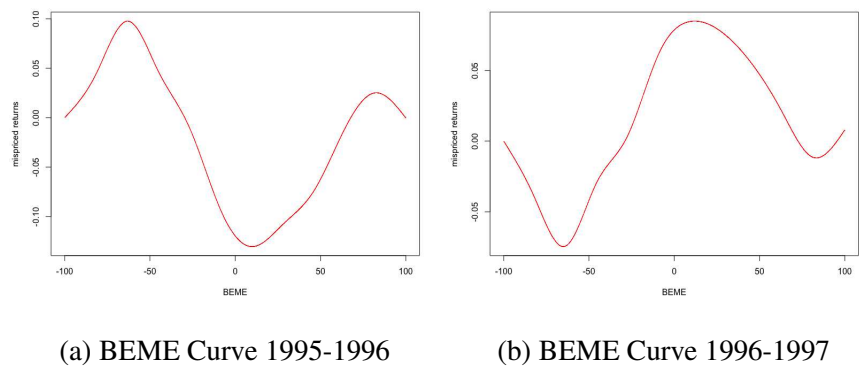 0.10
0.05
0.00
-0.05
-0.10
mispriced returns
-100 -50 0 50 100
BEME
(a) BEME Curve 1995-1996
0.05
0.00
-0.05
mispriced returns
-100 -50 0 50 100
BEME
(b) BEME Curve 1996-1997